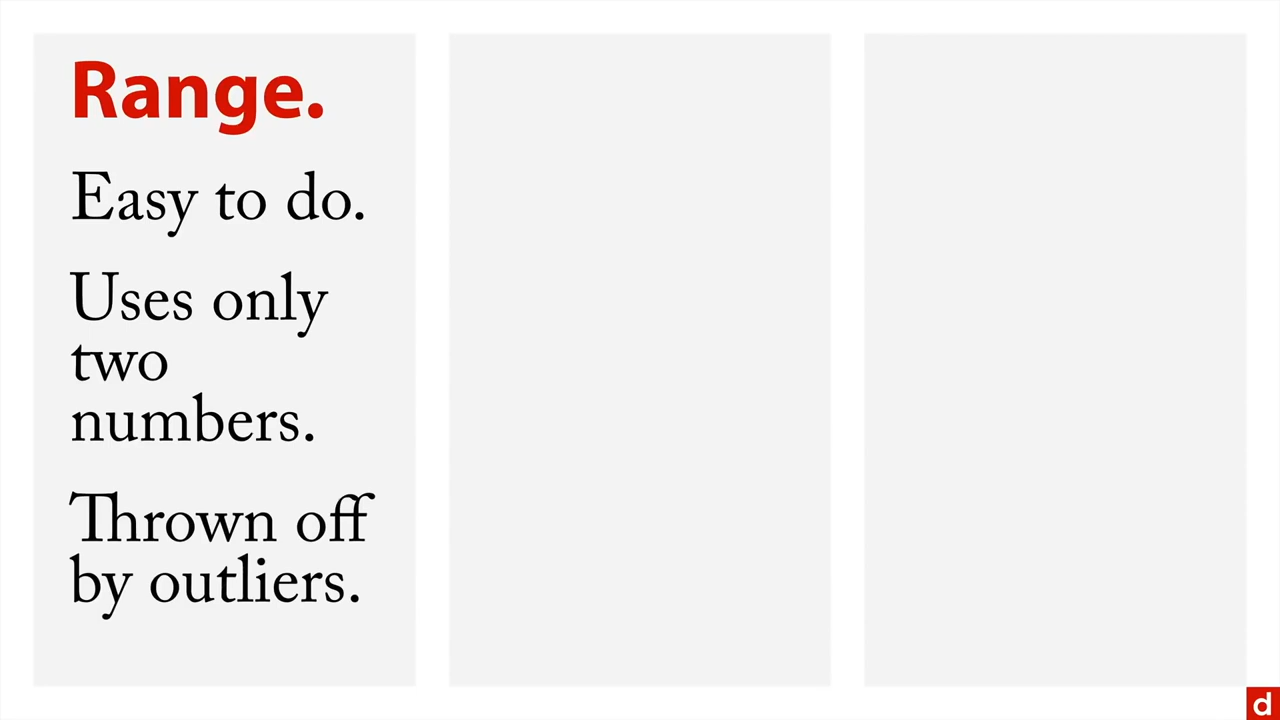 Range.
Easy to do.
Uses only
two
numbers.
Thrown off
by outliers.
d